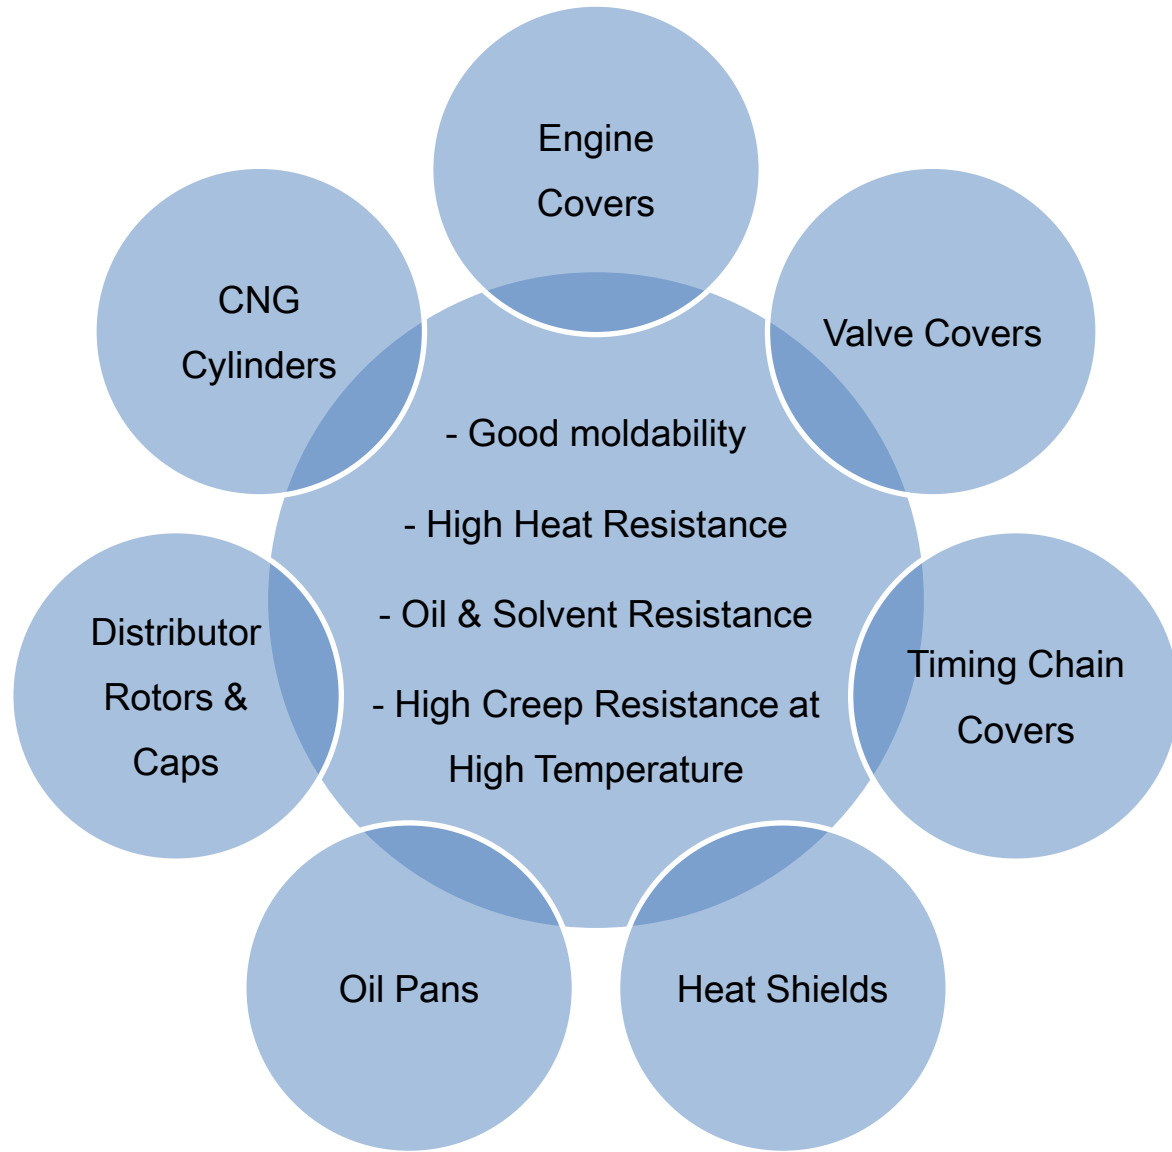 Engine
Covers
CNG
Cylinders
Valve Covers
- Good moldability
- High Heat Resistance
- Oil & Solvent Resistance
- High Creep Resistance at
High Temperature
Distributor
Rotors &
Caps
Timing Chain
Covers
Oil Pans
Heat Shields